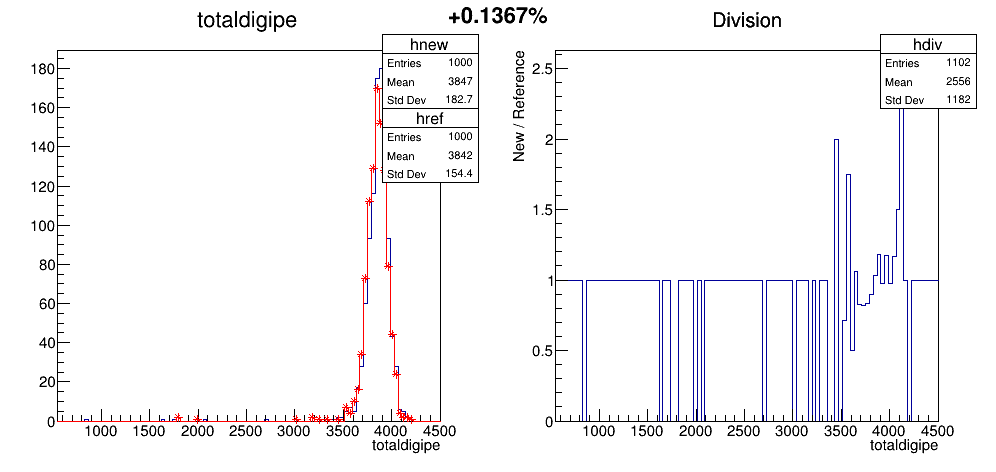 +0.1367%
totaldigipe
hnew
Entries 1000
Mean 3847
Std Dev 182.7
href
Entries 1000
Mean 3842
Std Dev 154.4
180
160
140
120
100
80
60
40
20
0
1000 1500 2000 2500 3000 3500 4000 4500
totaldigipe
Division
hdiv
Entries 1102
Mean 2556
Std Dev 1182
New / Reference
2.5
2
1.5
1
0.5
0
1000 1500 2000 2500 3000 3500 4000 4500
totaldigipe